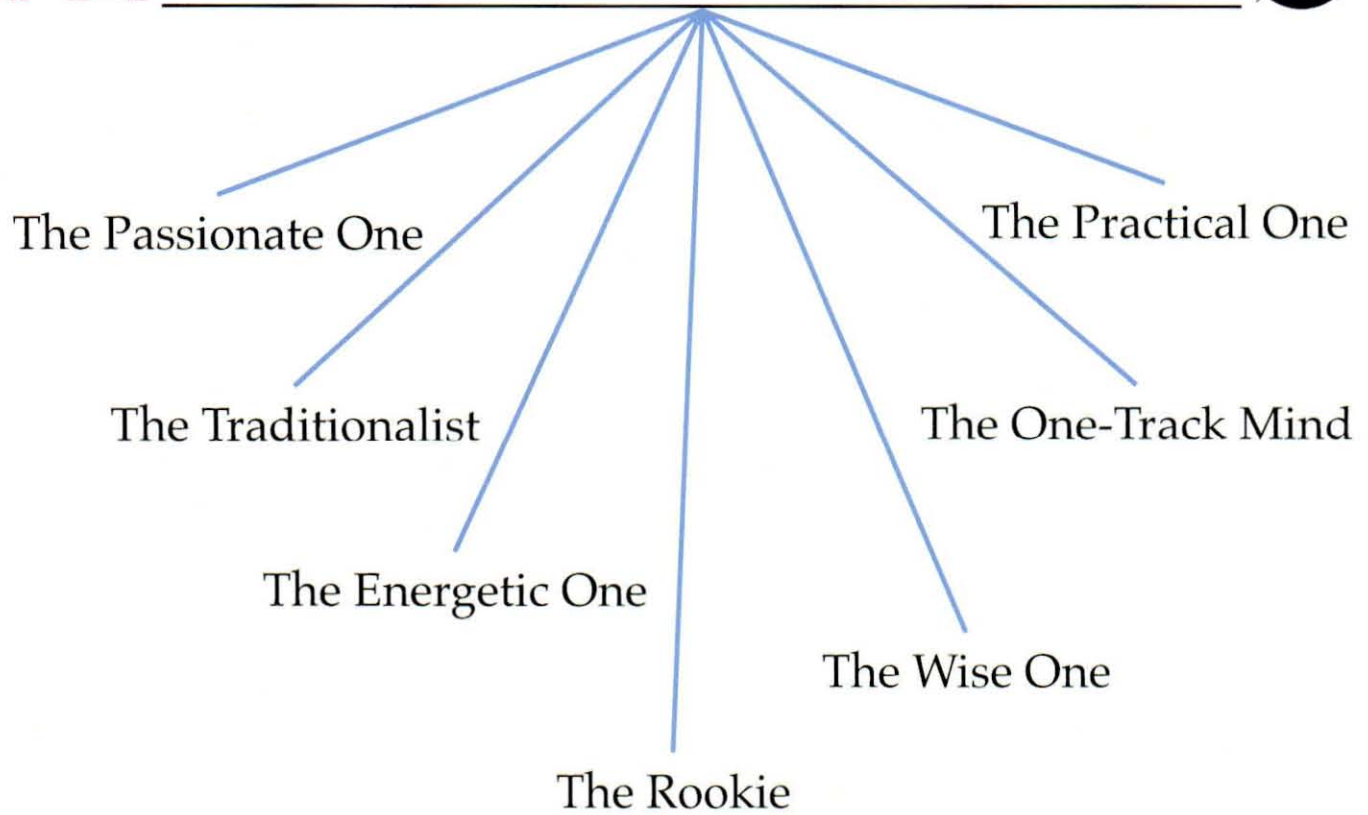 The Passionate One
The Practical One
The Traditionalist
The One-Track Mind
The Energetic One
The Wise One
The Rookie